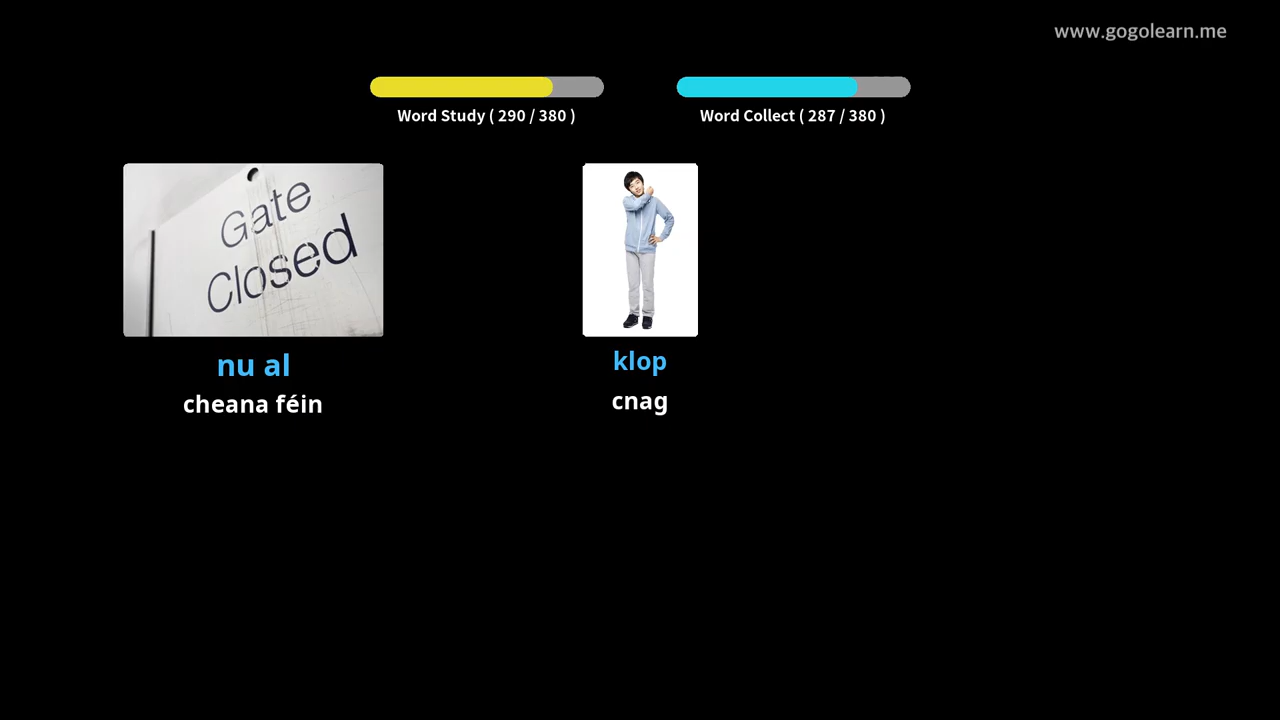 www.gogolearn.me
Word Study ( 290 / 380 )
Word Collect ( 287 / 380 )
Gate
Closed
nu al
cheana féin
klop
cnag